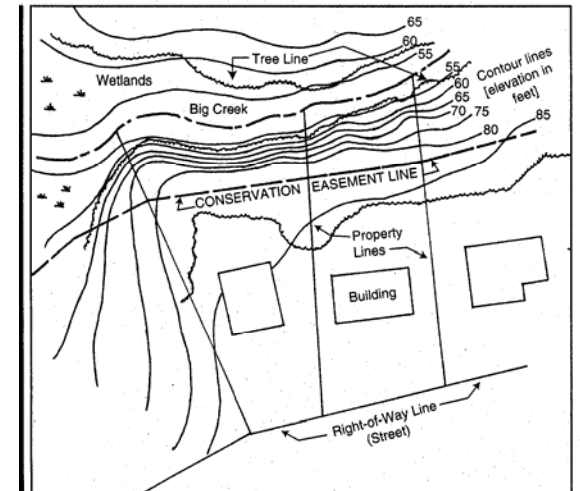 65
60
55
Tree Line
Wetlands
55
60
65
70
75
80
85
Contour lines
[elevation in
feet]
Big Creek
CONSERVATION EASEMENT LINE
Property
Lines
Building
Right-of-Way Line
(Street)